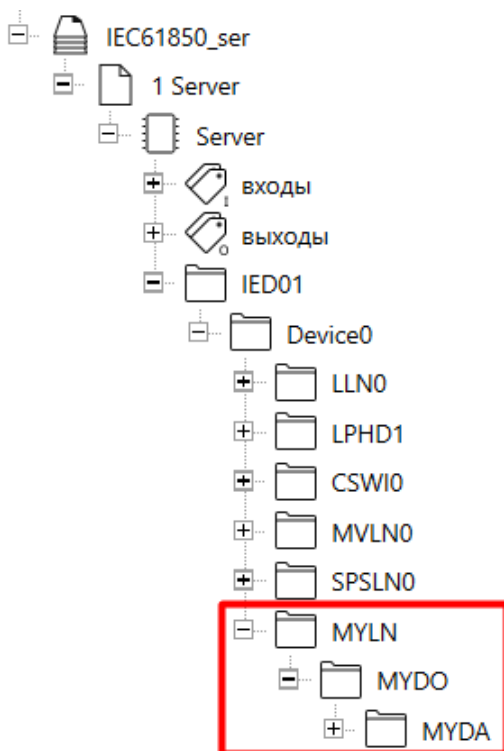 IEC61850_ser
1 Server
Server
входы
выходы
IED01
Device0
LLN0
LPHD1
CSWI0
MVLN0
SPSLN0
MYLN
MYDO
MYDA